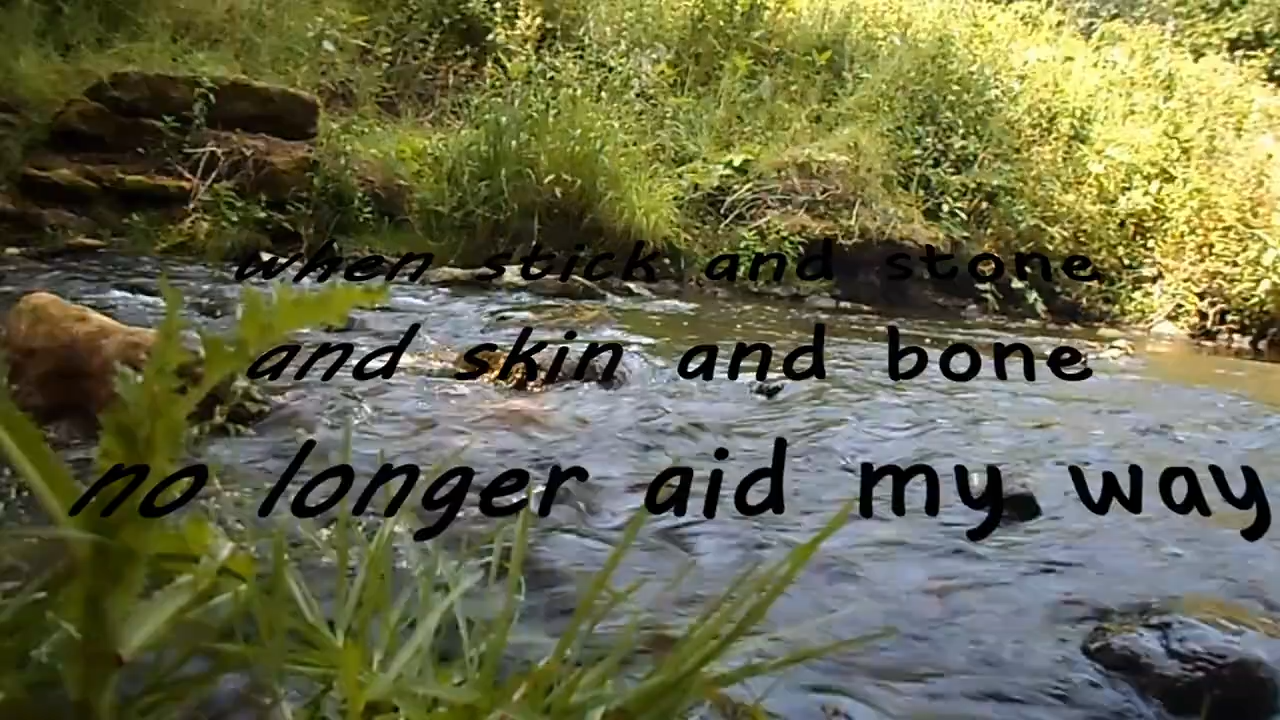 when stick and stone
and skin and bone
no longer aid my way